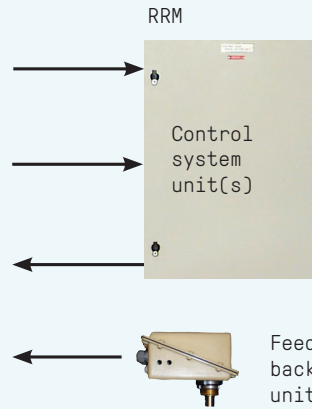 RRM
Control
system
unit(s)
Feed
back
unit